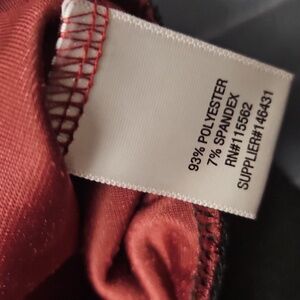 93% POLYESTER
7% SPANDEX
RN#115562
SUPPLIER#146431